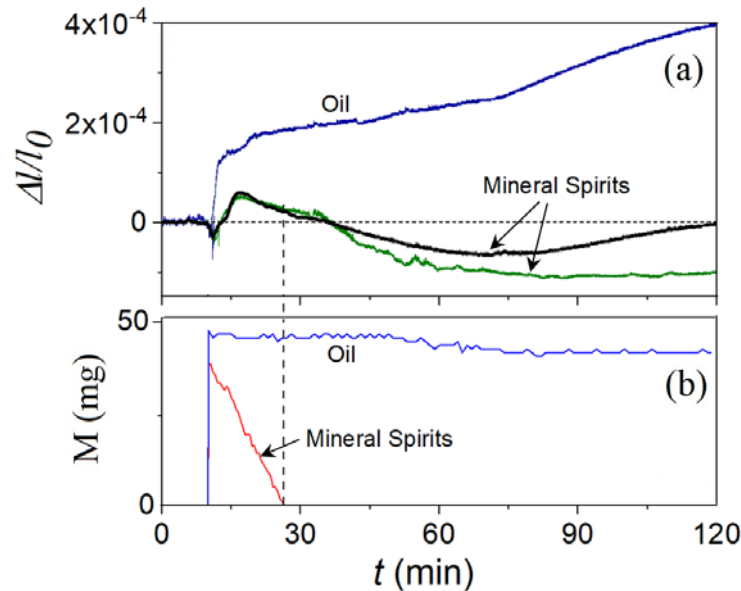 4x10⁻⁴
(a)
Oil
2x10⁻⁴
Δl/l₀
Mineral Spirits
0
50
Oil
(b)
M (mg)
Mineral Spirits
0
0 30 60 90 120
t (min)